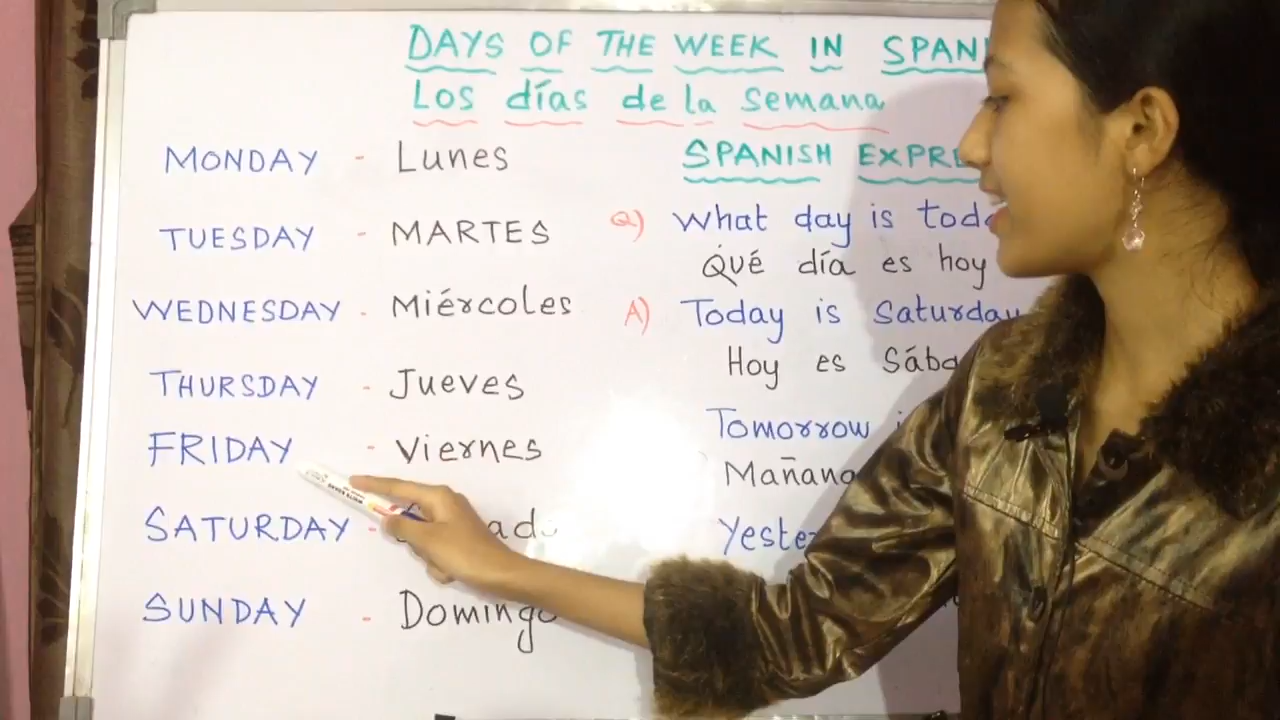 DAYS OF THE WEEK IN
Los días de la semana
MONDAY - Lunes
TUESDAY - MARTES
WEDNESDAY - Miércoles
THURSDAY - Jueves
FRIDAY - Viernes
SATURDAY -
SUNDAY - Domingo
SPANISH
Q) What day is
Qué día es hoy
A) Today is Saturday
Hoy es
Tomorrow